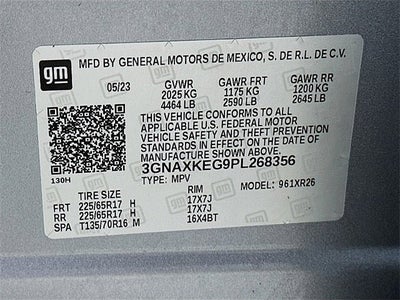 gm
MFD BY GENERAL MOTORS DE MEXICO, S. DE R.L. DE C.V.
05/23 GVWR GAWR FRT GAWR RR
2025 KG 1175 KG 1200 KG
4464 LB 2590 LB 2645 LB
THIS VEHICLE CONFORMS TO ALL
APPLICABLE U.S. FEDERAL MOTOR
VEHICLE SAFETY AND THEFT PREVENTION
STANDARDS IN EFFECT ON THE DATE OF
MANUFACTURE SHOWN ABOVE.
3GNAXKEG9PL268356
130H TYPE: MPV MODEL: 961XR26
TIRE SIZE RIM
FRT 225/65R17 H 17X7J
RR 225/65R17 H 17X7J
SPA T135/70R16 M 16X4BT